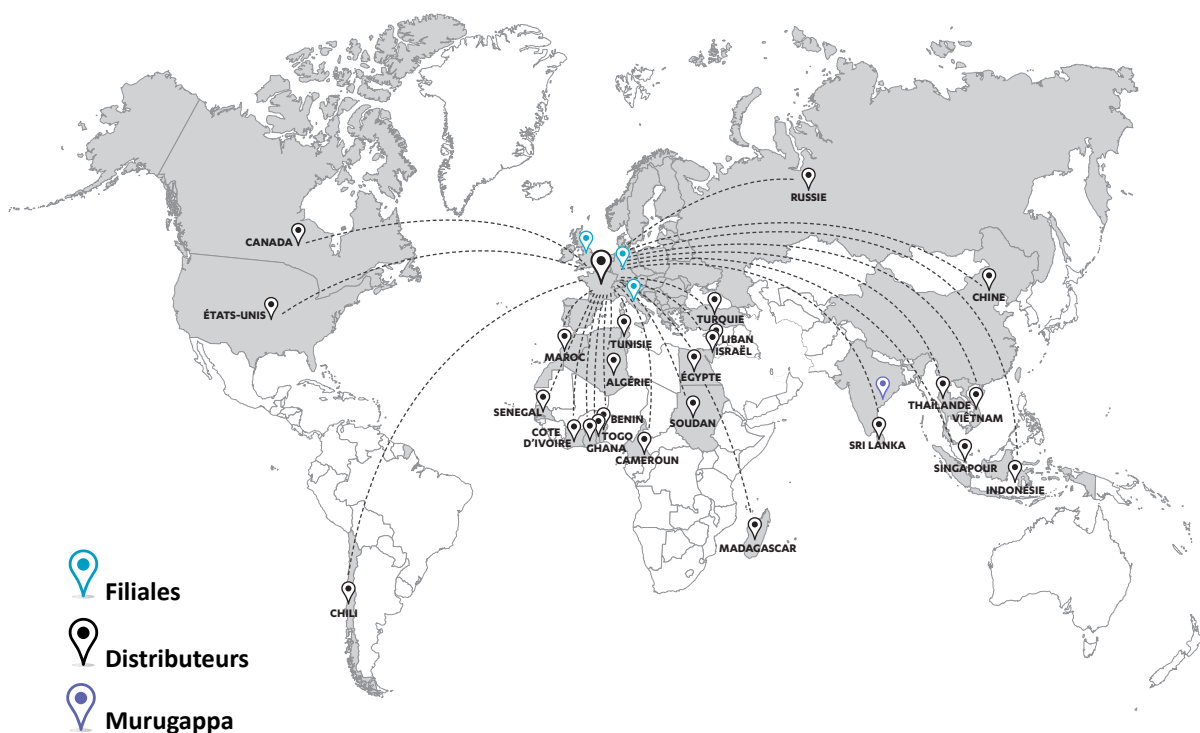 RUSSIE
CANADA
CHINE
ÉTATS-UNIS
TURQUIE
TUNISIE
LIBAN
ISRAËL
MAROC
ÉGYPTE
ALGÉRIE
THAÏLANDE
SENEGAL
VIÊTNAM
BENIN
SOUDAN
COTE
D'IVOIRE
TOGO
GHANA
SRI LANKA
CAMEROUN
SINGAPOUR
INDONÉSIE
MADAGASCAR
CHILI
Filiales
Distributeurs
Murugappa